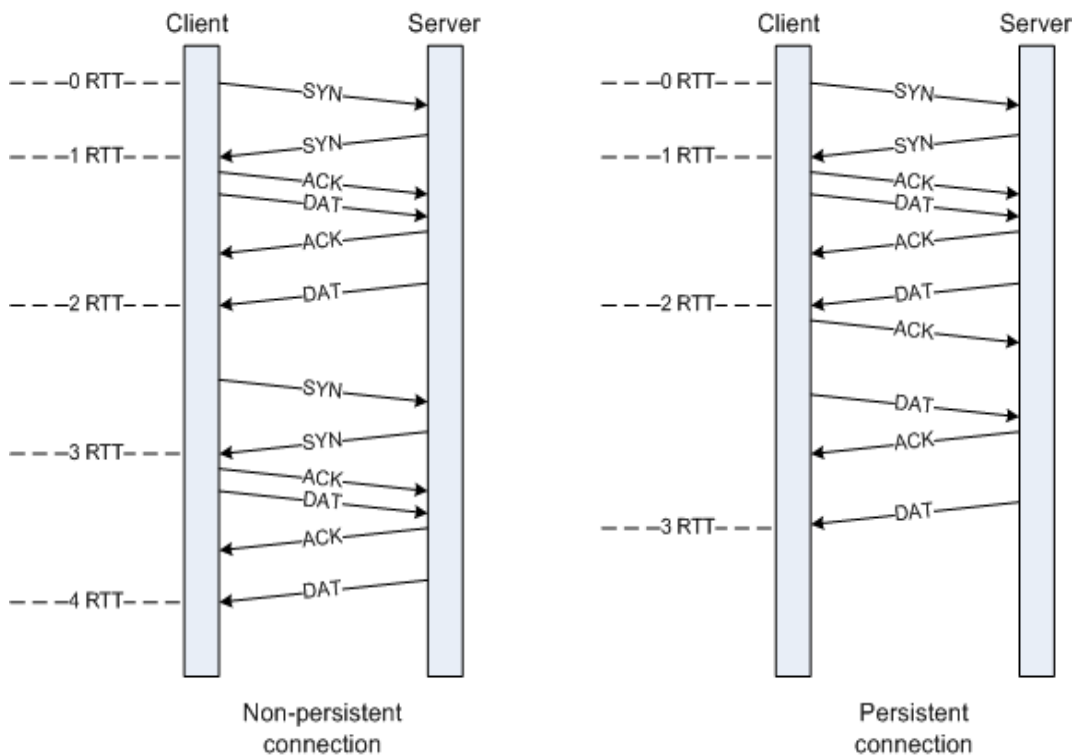 Client
Server
0 RTT
SYN
SYN
1 RTT
ACK
DAT
ACK
2 RTT
DAT
SYN
SYN
3 RTT
ACK
DAT
ACK
DAT
4 RTT
Non-persistent
connection
Client
Server
0 RTT
SYN
SYN
1 RTT
ACK
DAT
ACK
DAT
2 RTT
ACK
DAT
ACK
DAT
3 RTT
Persistent
connection